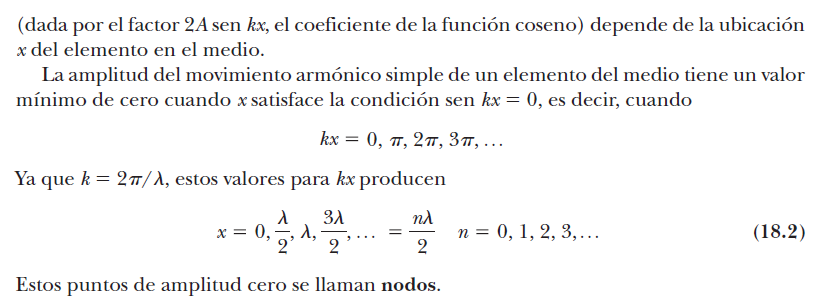 (dada por el factor 2A sen kx, el coeficiente de la función coseno) depende de la ubicación
x del elemento en el medio.
La amplitud del movimiento armónico simple de un elemento del medio tiene un valor
mínimo de cero cuando x satisface la condición sen kx = 0, es decir, cuando
kx = 0, π, 2π, 3π, …
Ya que k = 2π/λ, estos valores para kx producen
x = 0, λ/2, λ, 3λ/2, … = nλ/2 n = 0, 1, 2, 3,… (18.2)
Estos puntos de amplitud cero se llaman nodos.